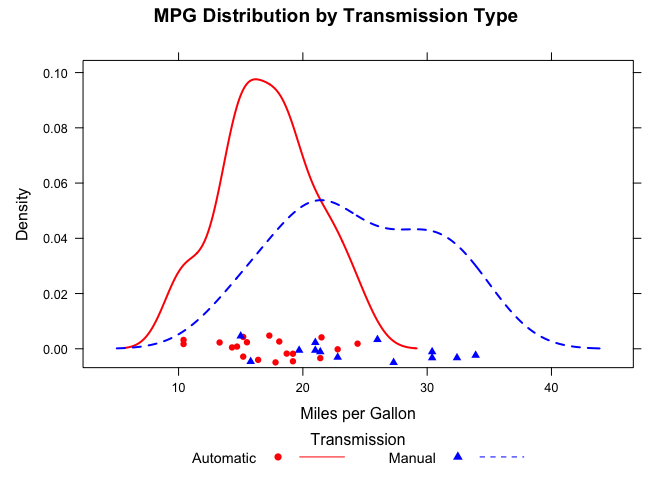 MPG Distribution by Transmission Type
0.10
0.08
0.06
0.04
0.02
0.00
Density
10 20 30 40
Miles per Gallon
Transmission
Automatic Manual